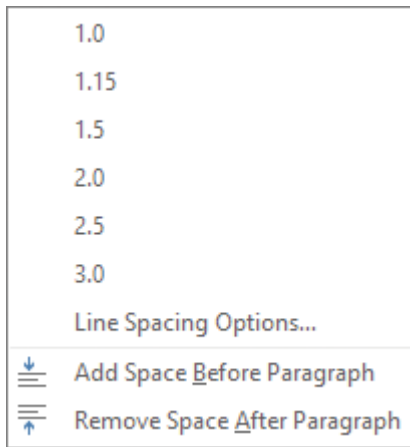 1.0
1.15
1.5
2.0
2.5
3.0
Line Spacing Options...
Add Space Before Paragraph
Remove Space After Paragraph